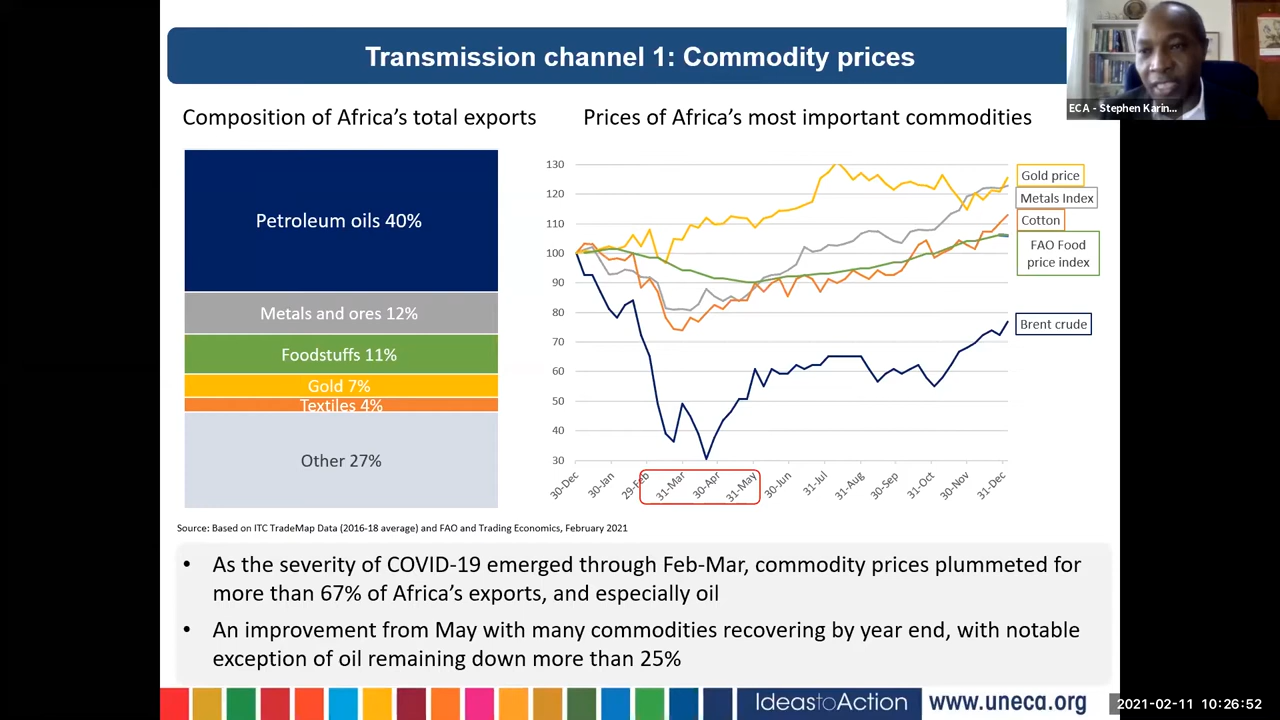 Transmission channel 1: Commodity prices
ECA - Stephen Karin...
Composition of Africa's total exports
Petroleum oils 40%
Metals and ores 12%
Foodstuffs 11%
Gold 7%
Textiles 4%
Other 27%
Prices of Africa's most important commodities
130
120
110
100
90
80
70
60
50
40
30
30-Dec
30-Jan
29-Feb
31-Mar
30-Apr
31-May
30-Jun
31-Jul
31-Aug
30-Sep
31-Oct
30-Nov
31-Dec
Gold price
Metals Index
Cotton
FAO Food
price index
Brent crude
Source: Based on ITC TradeMap Data (2016-18 average) and FAO and Trading Economics, February 2021
• As the severity of COVID-19 emerged through Feb-Mar, commodity prices plummeted for
more than 67% of Africa's exports, and especially oil
• An improvement from May with many commodities recovering by year end, with notable
exception of oil remaining down more than 25%
IdeastoAction
www.uneca.org
2021-02-11 10:26:52